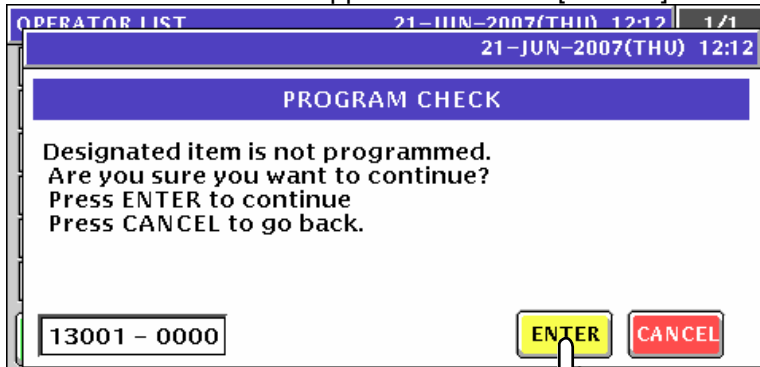 OPERATOR LIST 21-JUN-2007(THU) 12:12 1/1
21-JUN-2007(THU) 12:12
PROGRAM CHECK
Designated item is not programmed.
Are you sure you want to continue?
Press ENTER to continue
Press CANCEL to go back.
13001 - 0000 ENTER CANCEL